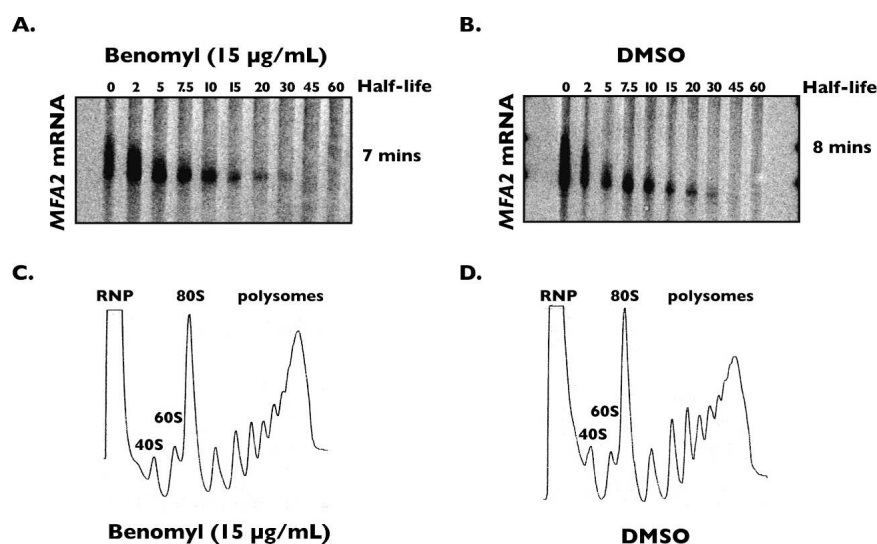 A.
Benomyl (15 µg/mL)
0 2 5 7.5 10 15 20 30 45 60 Half-life
MFA2 mRNA
7 mins
B.
DMSO
0 2 5 7.5 10 15 20 30 45 60 Half-life
MFA2 mRNA
8 mins
C.
RNP 80S polysomes
60S
40S
Benomyl (15 µg/mL)
D.
RNP 80S polysomes
60S
40S
DMSO